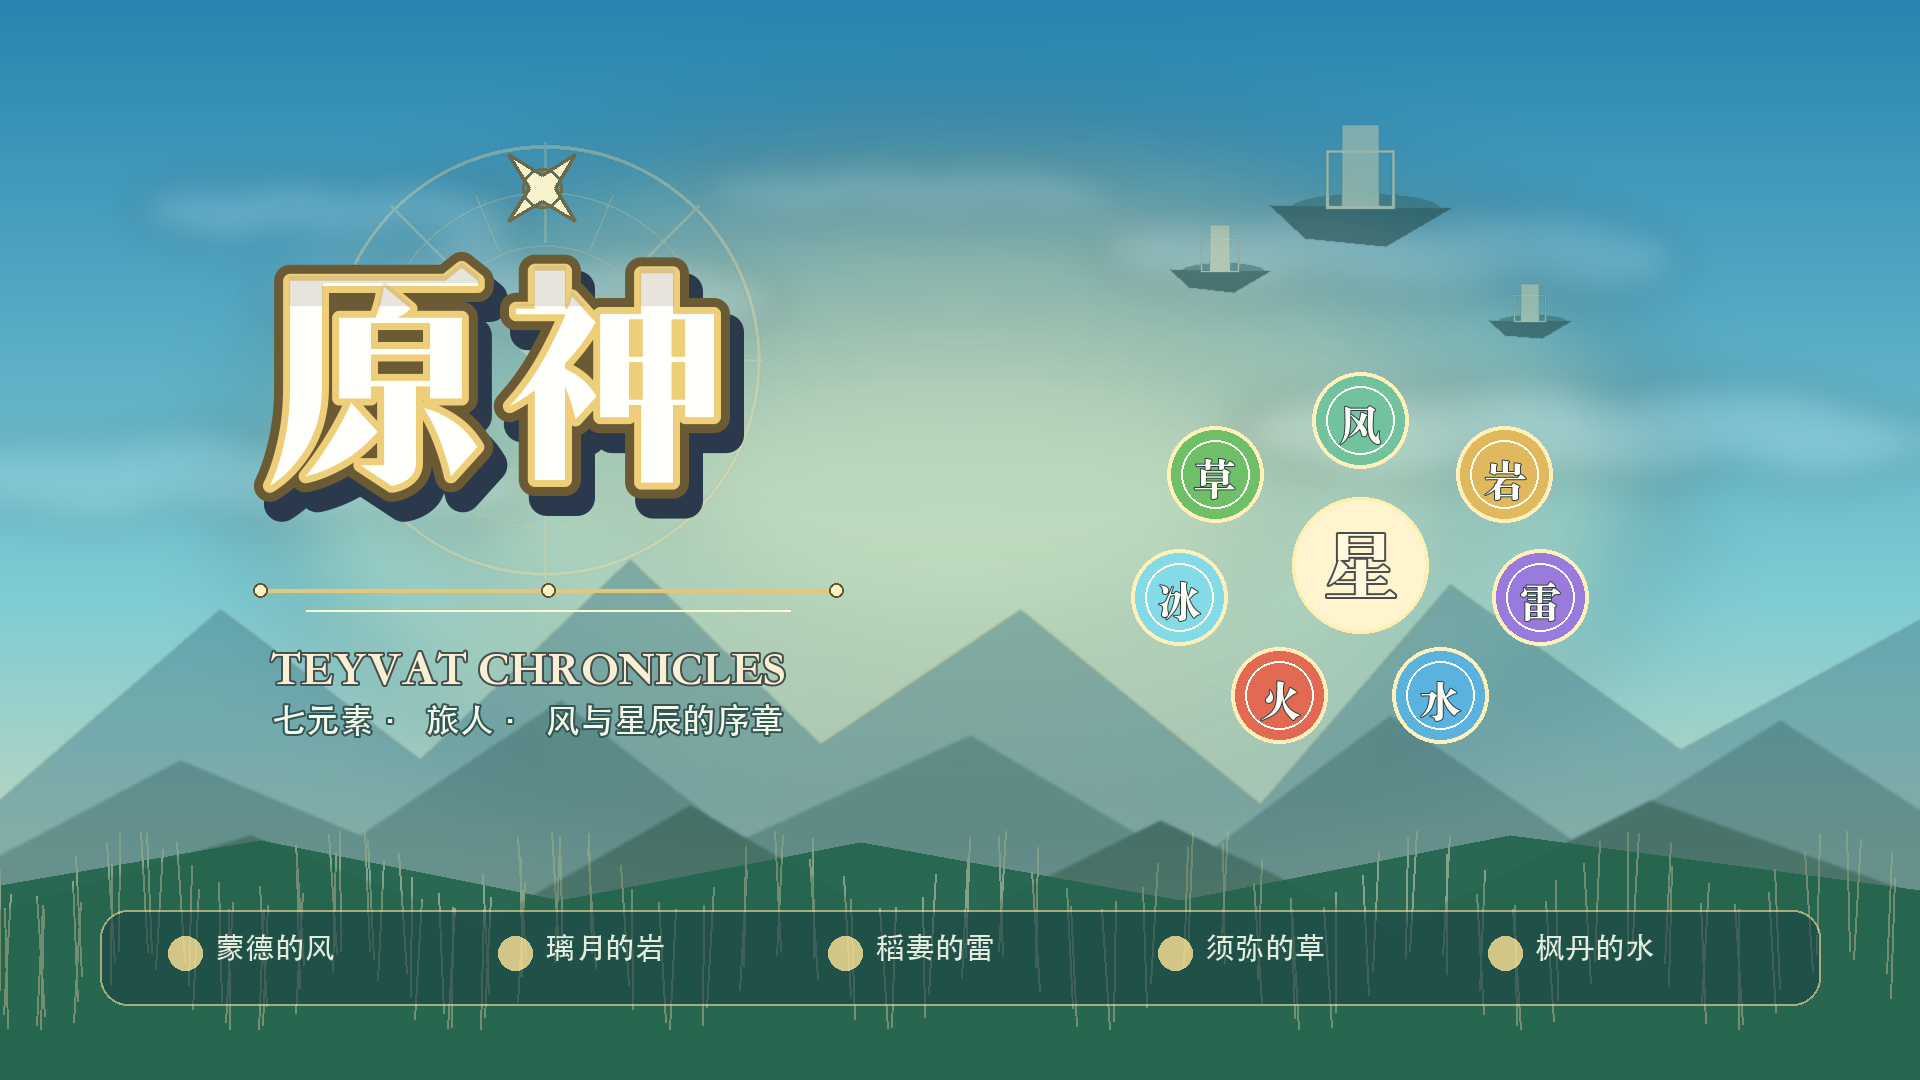 原神
TEYVAT CHRONICLES
七元素 · 旅人 · 风与星辰的序章
风
草
岩
星
冰
雷
火
水
蒙德的风
璃月的岩
稻妻的雷
须弥的草
枫丹的水